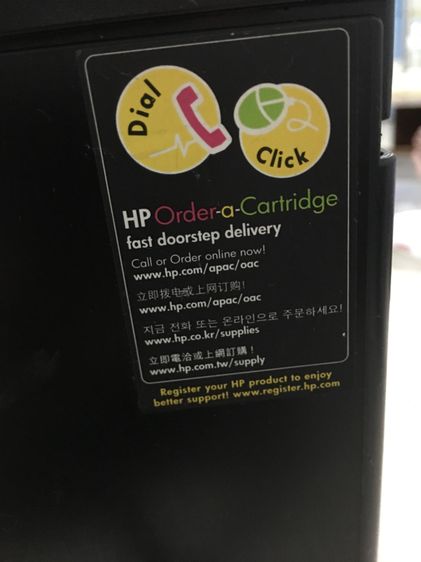 Dial
Click
HP Order-a-Cartridge
fast doorstep delivery
Call or Order online now!
www.hp.com/apac/oac
立即拨电或上网订购!
www.hp.com/apac/oac
지금 전화 또는 온라인으로 주문하세요!
www.hp.co.kr/supplies
立即電洽或上網訂購!
www.hp.com.tw/supply
Register your HP product to enjoy
better support! www.register.hp.com